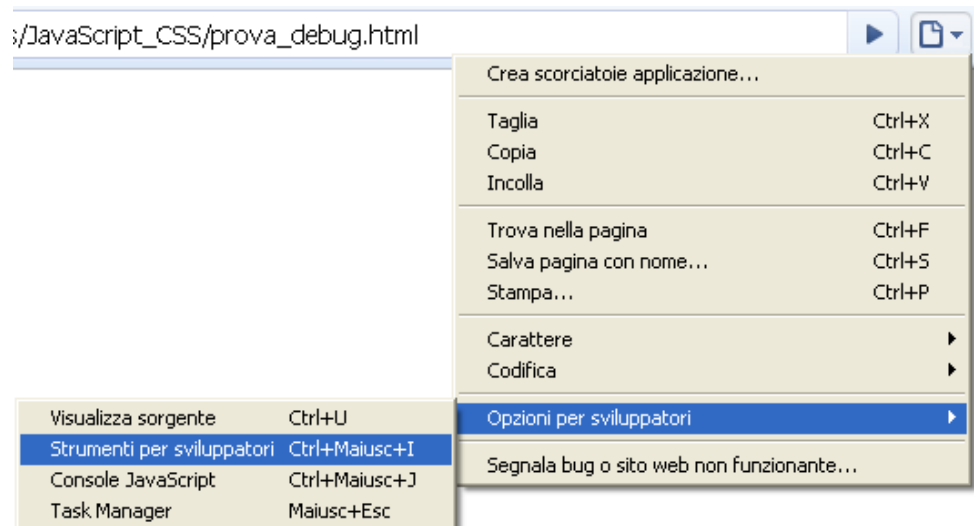 s/JavaScript_CSS/prova_debug.html
Crea scorciatoie applicazione...
Taglia Ctrl+X
Copia Ctrl+C
Incolla Ctrl+V
Trova nella pagina Ctrl+F
Salva pagina con nome... Ctrl+S
Stampa... Ctrl+P
Carattere
Codifica
Opzioni per sviluppatori
Segnala bug o sito web non funzionante...
Visualizza sorgente Ctrl+U
Strumenti per sviluppatori Ctrl+Maiusc+I
Console JavaScript Ctrl+Maiusc+J
Task Manager Maiusc+Esc